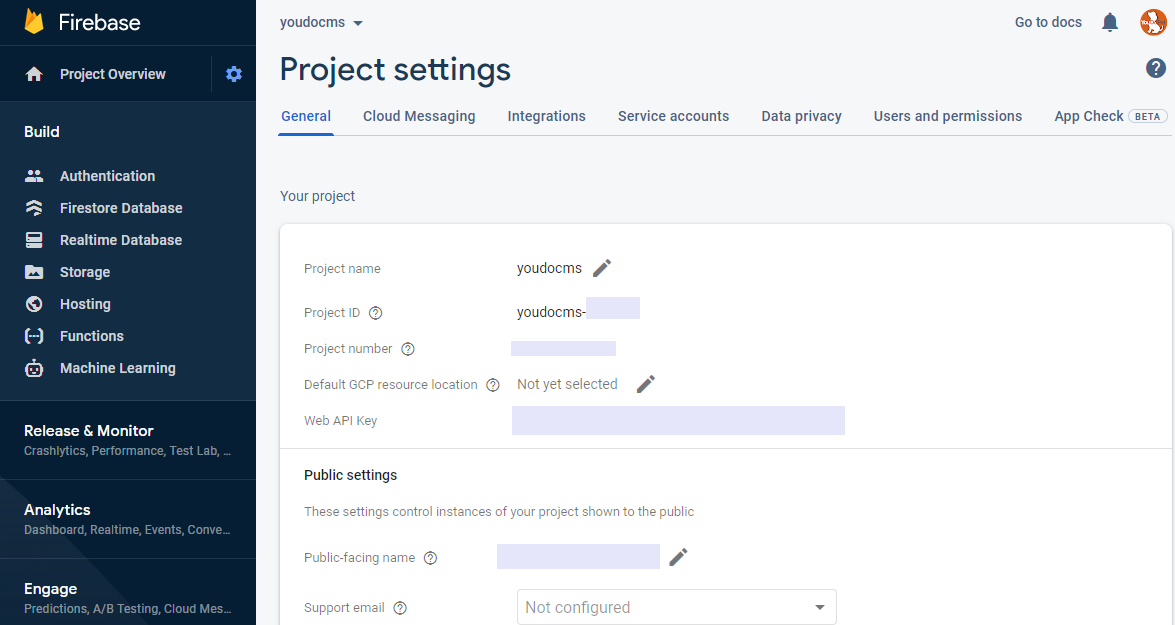 Firebase
Project Overview
Build
Authentication
Firestore Database
Realtime Database
Storage
Hosting
Functions
Machine Learning
Release & Monitor
Crashlytics, Performance, Test Lab, ...
Analytics
Dashboard, Realtime, Events, Conve...
Engage
Predictions, A/B Testing, Cloud Mes...
youdocms
Go to docs
Project settings
General Cloud Messaging Integrations Service accounts Data privacy Users and permissions App Check BETA
Your project
Project name youdocms
Project ID youdocms-
Project number
Default GCP resource location Not yet selected
Web API Key
Public settings
These settings control instances of your project shown to the public
Public-facing name
Support email Not configured